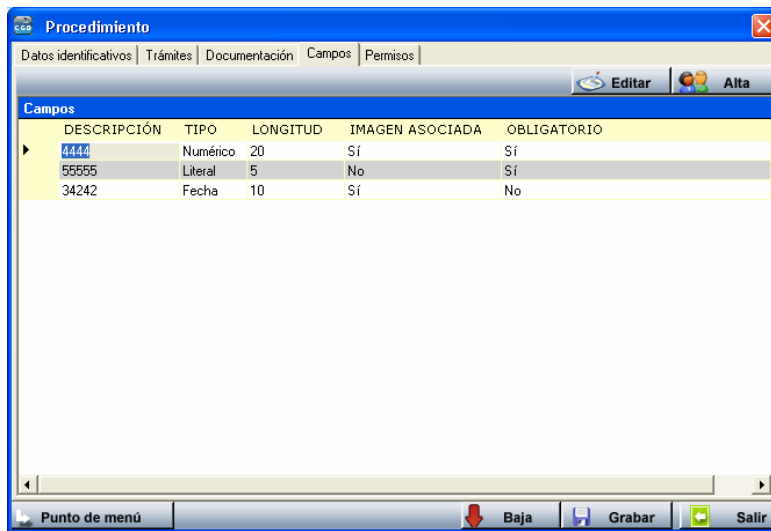 CGD Procedimiento
Datos identificativos Trámites Documentación Campos Permisos
Editar Alta
Campos
DESCRIPCIÓN TIPO LONGITUD IMAGEN ASOCIADA OBLIGATORIO
4444 Numérico 20 Sí Sí
55555 Literal 5 No Sí
34242 Fecha 10 Sí No
Punto de menú Baja Grabar Salir